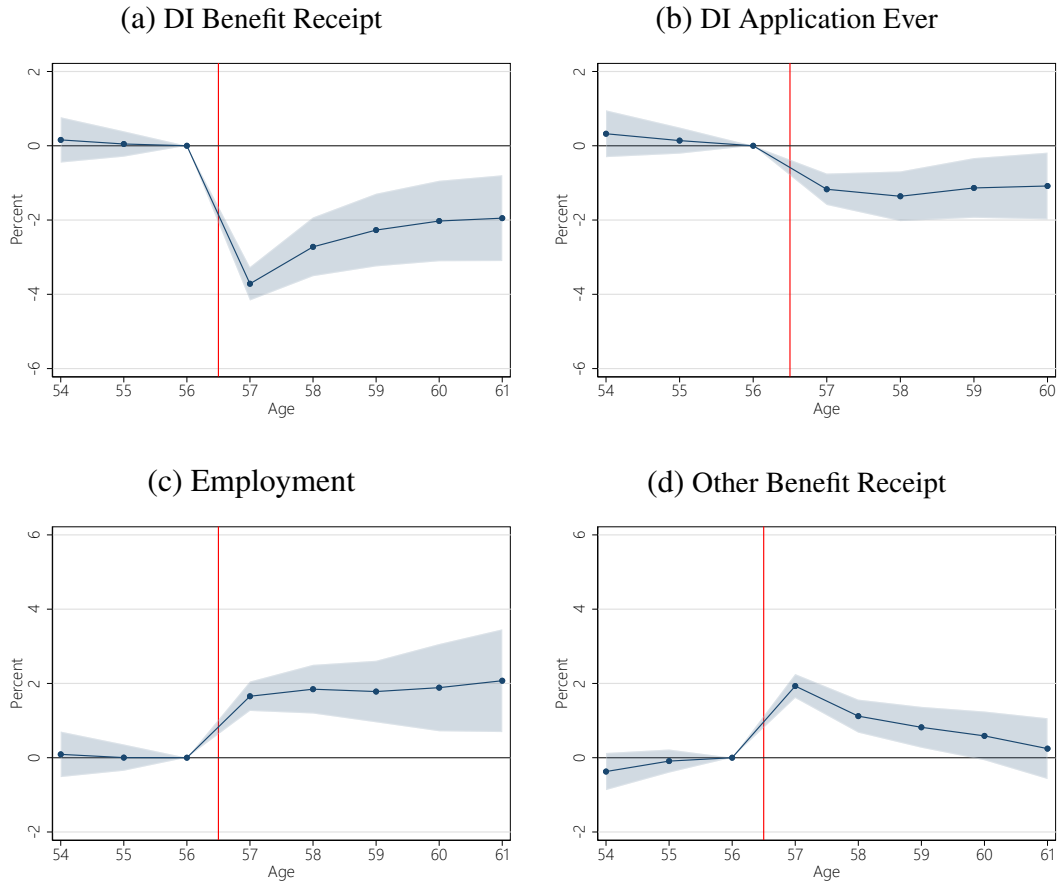 (a) DI Benefit Receipt
2
0
-2
-4
-6
Percent
54 55 56 57 58 59 60 61
Age
(b) DI Application Ever
2
0
-2
-4
-6
Percent
54 55 56 57 58 59 60
Age
(c) Employment
6
4
2
0
-2
Percent
54 55 56 57 58 59 60 61
Age
(d) Other Benefit Receipt
6
4
2
0
-2
Percent
54 55 56 57 58 59 60 61
Age